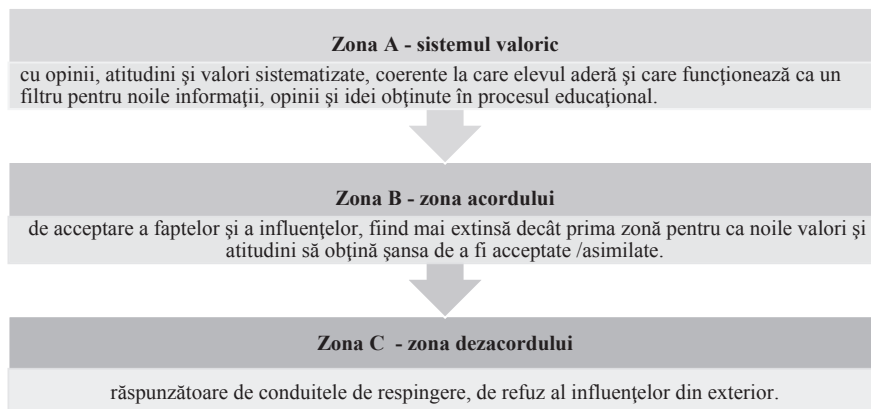 Zona A - sistemul valoric
cu opinii, atitudini şi valori sistematizate, coerente la care elevul aderă şi care funcţionează ca un
filtru pentru noile informaţii, opinii şi idei obţinute în procesul educaţional.
Zona B - zona acordului
de acceptare a faptelor şi a influenţelor, fiind mai extinsă decât prima zonă pentru ca noile valori şi
atitudini să obţină şansa de a fi acceptate /asimilate.
Zona C - zona dezacordului
răspunzătoare de conduitele de respingere, de refuz al influenţelor din exterior.